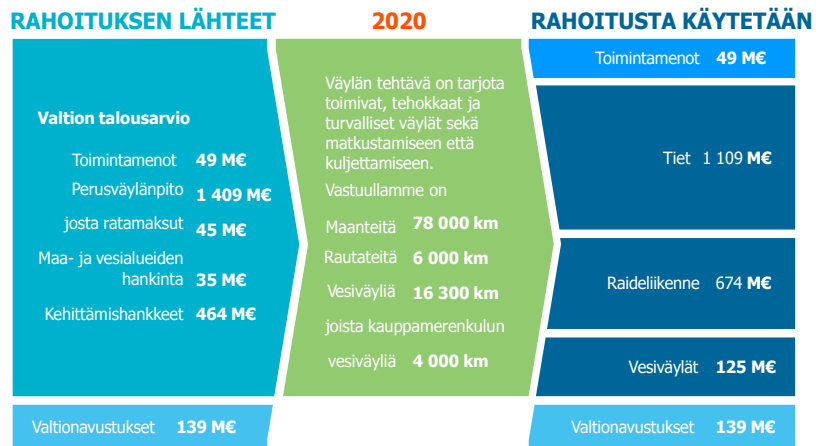 RAHOITUKSEN LÄHTEET
Valtion talousarvio
Toimintamenot 49 M€
Perusväylänpito 1 409 M€
josta ratamaksut 45 M€
Maa- ja vesialueiden
hankinta 35 M€
Kehittämishankkeet 464 M€
Valtionavustukset 139 M€
2020
Väylän tehtävä on tarjota
toimivat, tehokkaat ja
turvalliset väylät sekä
matkustamiseen että
kuljettamiseen.
Vastuullamme on
Maanteitä 78 000 km
Rautateitä 6 000 km
Vesiväyliä 16 300 km
joista kauppamerenkulun
vesiväyliä 4 000 km
RAHOITUSTA KÄYTETÄÄN
Toimintamenot 49 M€
Tiet 1 109 M€
Raideliikenne 674 M€
Vesiväylät 125 M€
Valtionavustukset 139 M€